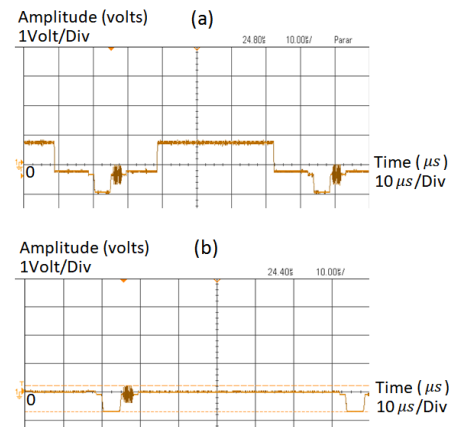 Amplitude (volts) (a)
1Volt/Div
24.80% 10.00%/ Parar
0
Time (μs)
10 μs/Div
Amplitude (volts) (b)
1Volt/Div
24.40% 10.00%/
0
Time (μs)
10 μs/Div